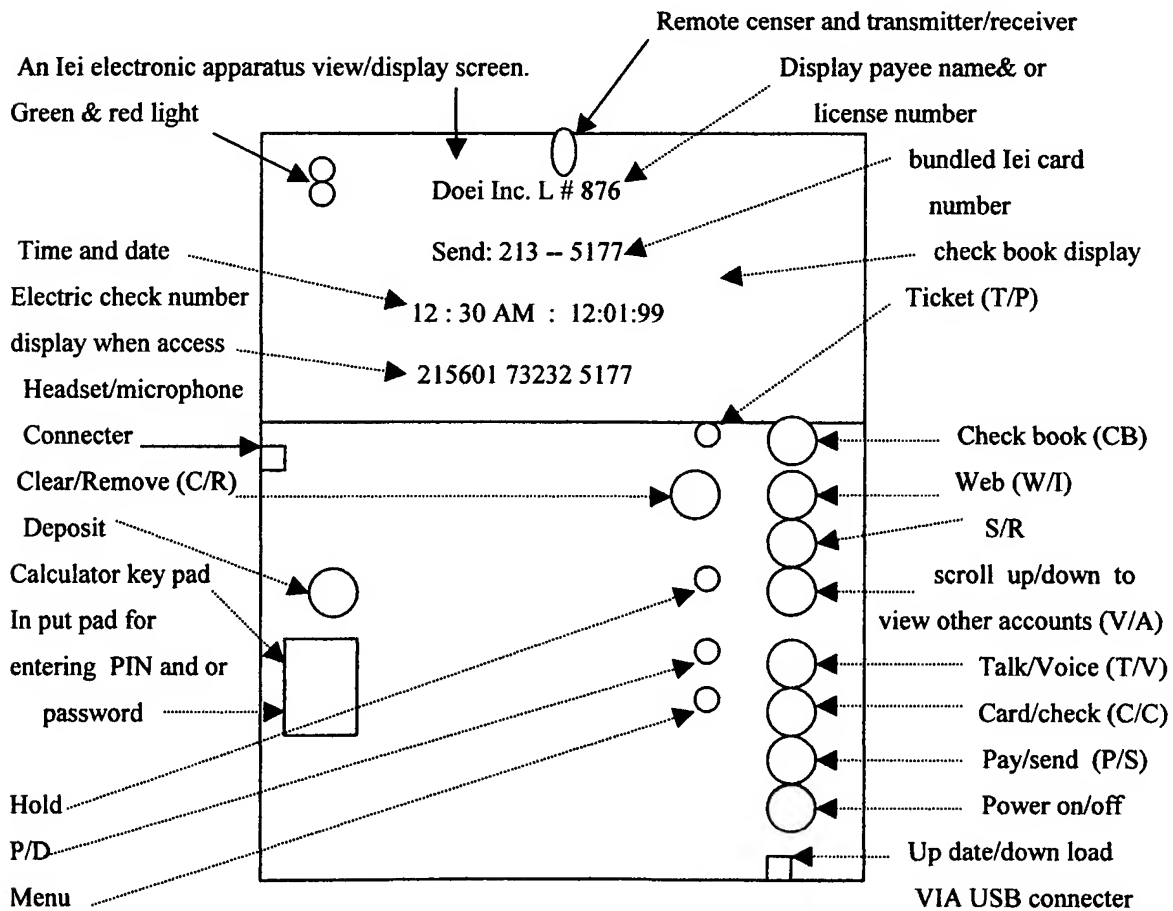 Remote censer and transmitter/receiver
An Iei electronic apparatus view/display screen.
Display payee name& or
Green & red light
license number
bundled Iei card
Doei Inc. L # 876
number
Time and date
Send: 213 -- 5177
check book display
Electric check number
12 : 30 AM : 12:01:99
Ticket (T/P)
display when access
215601 73232 5177
Headset/microphone
Connecter
Check book (CB)
Clear/Remove (C/R)
Web (W/I)
Deposit
S/R
Calculator key pad
scroll up/down to
In put pad for
view other accounts (V/A)
entering PIN and or
Talk/Voice (T/V)
password
Card/check (C/C)
Pay/send (P/S)
Hold
Power on/off
P/D
Up date/down load
Menu
VIA USB connecter